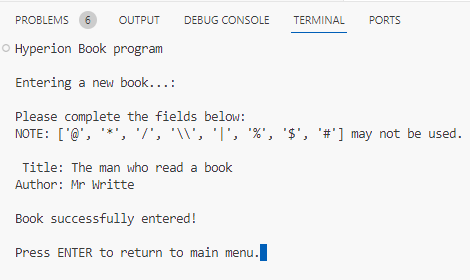 PROBLEMS 6 OUTPUT DEBUG CONSOLE TERMINAL PORTS
Hyperion Book program
Entering a new book...:
Please complete the fields below:
NOTE: ['@', '*', '/', '\\', '|', '%', '$', '#'] may not be used.
Title: The man who read a book
Author: Mr Writte
Book successfully entered!
Press ENTER to return to main menu.